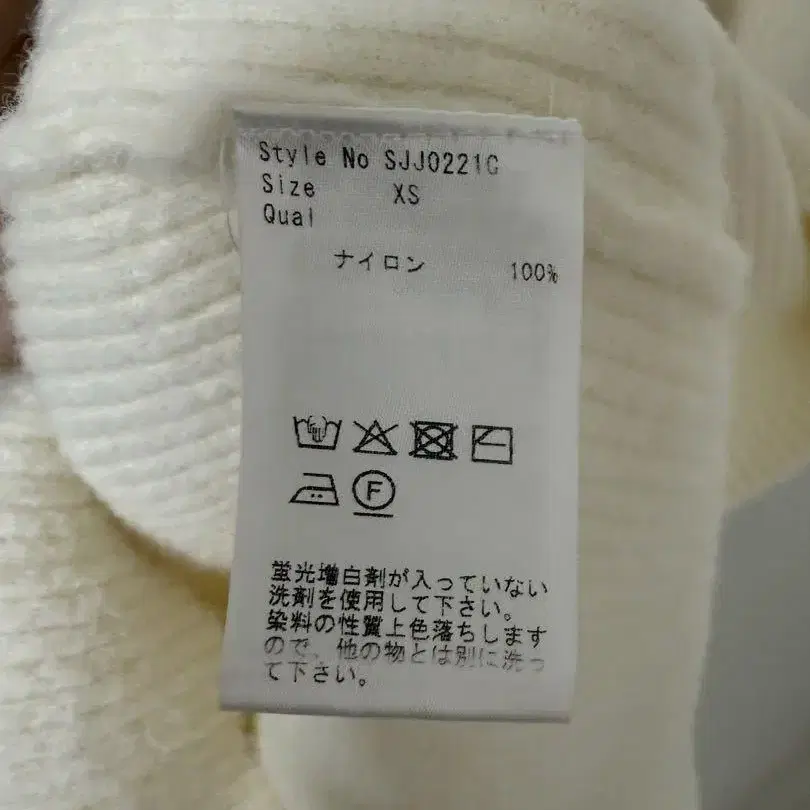 Style No SJJ0221G
Size XS
Qual
ナイロン 100%
F
蛍光増白剤が入っていない
洗剤を使用して下さい。
染料の性質上色落ちします
ので、他の物とは別に洗っ
て下さい。